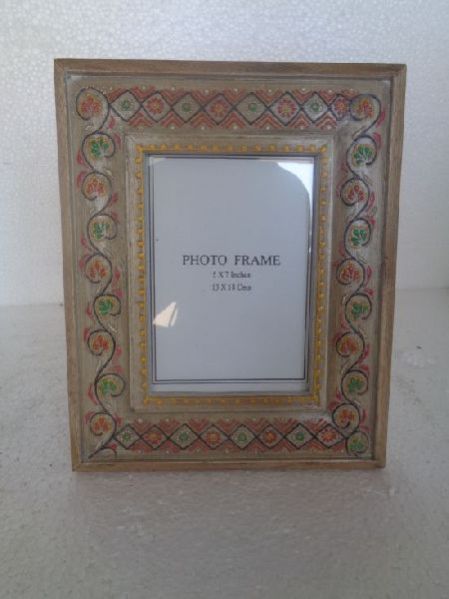 PHOTO FRAME
5 X 7 Inches
13 X 18 Cms